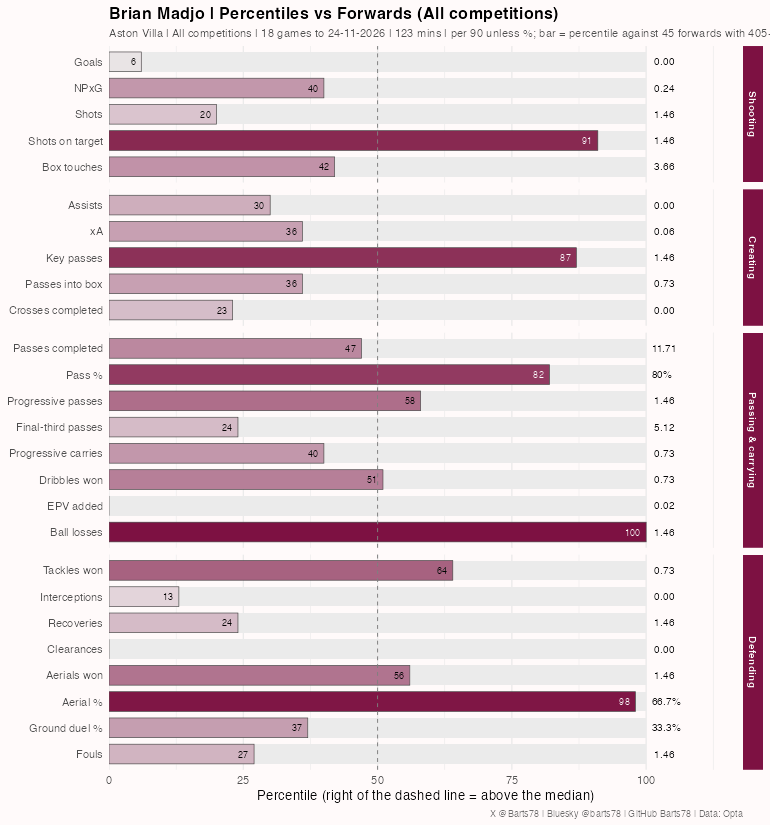 Brian Madjo | Percentiles vs Forwards (All competitions)
Aston Villa | All competitions | 18 games to 24-11-2026 | 123 mins | per 90 unless %; bar = percentile against 45 forwards with 405-
Goals 6 0.00
NPxG 40 0.24
Shots 20 1.46
Shots on target 91 1.46
Box touches 42 3.66
Shooting
Assists 30 0.00
xA 36 0.06
Key passes 87 1.46
Passes into box 36 0.73
Crosses completed 23 0.00
Creating
Passes completed 47 11.71
Pass % 82 80%
Progressive passes 58 1.46
Final-third passes 24 5.12
Progressive carries 40 0.73
Dribbles won 51 0.73
EPV added 0.02
Ball losses 100 1.46
Passing & carrying
Tackles won 64 0.73
Interceptions 13 0.00
Recoveries 24 1.46
Clearances 0.00
Aerials won 56 1.46
Aerial % 98 66.7%
Ground duel % 37 33.3%
Fouls 27 1.46
Defending
0 25 50 75 100
Percentile (right of the dashed line = above the median)
X @Barts78 | Bluesky @barts78 | GitHub Barts78 | Data: Opta